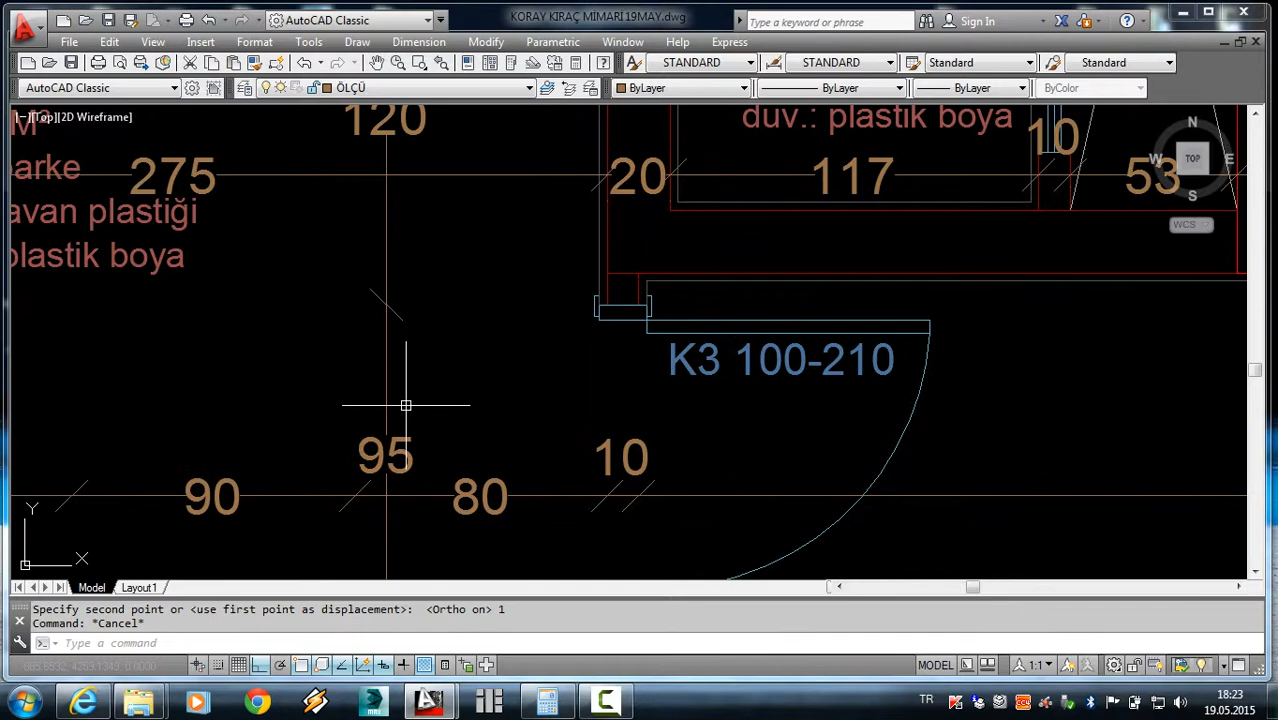 AutoCAD Classic
KORAY KIRAÇ MIMARI19MAY.dwg
Type a keyword or phrase
Sign In
File Edit View Insert Format Tools Draw Dimension Modify Parametric Window Help Express
STANDARD STANDARD Standard Standard
AutoCAD Classic ÖLÇÜ ByLayer ByLayer ByLayer ByColor
[−][Top][2D Wireframe]
120
duv.: plastik boya
10
N
W TOP E
S
WCS
arke
275
20
117
53
avan plastiği
plastik boya
K3 100-210
95
10
90
80
Y
X
Model Layout1
Specify second point or <use first point as displacement>: <Ortho on> 1
Command: *Cancel*
Type a command
MODEL 1:1
TR
18:23
19.05.2015